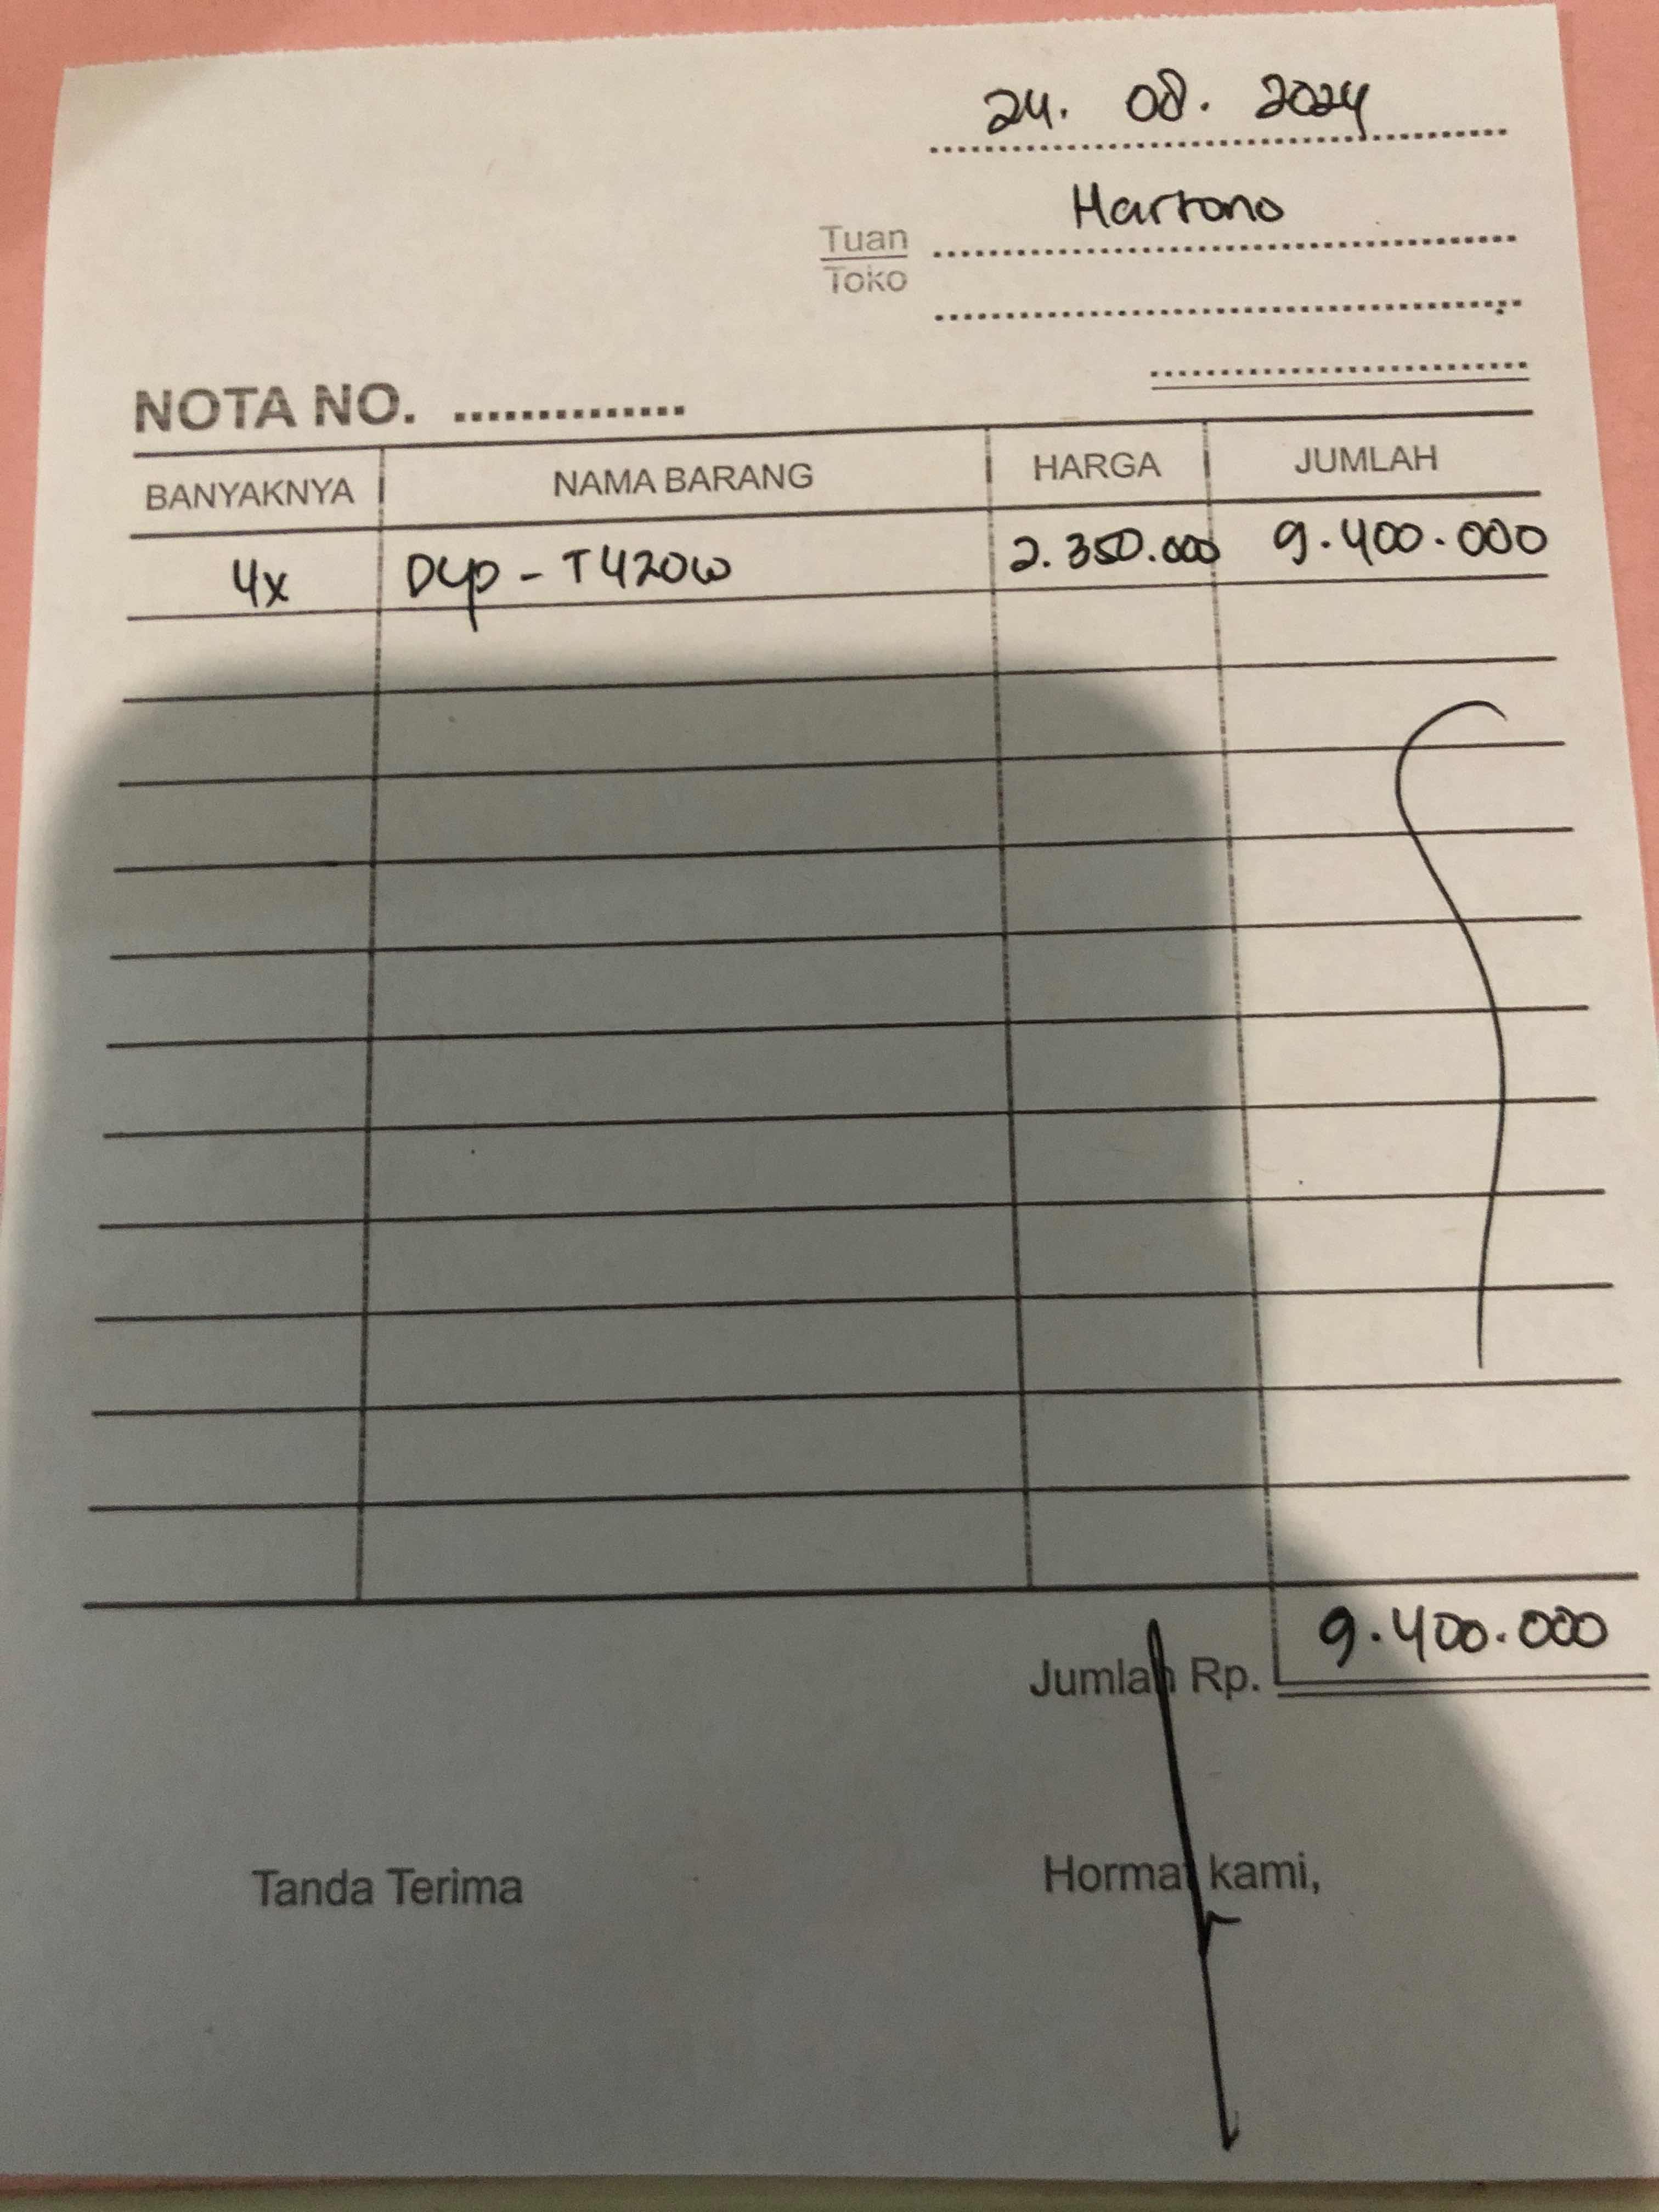 24. 08. 2024
Tuan Hartono
Toko
NOTA NO. ..............
BANYAKNYA NAMA BARANG HARGA JUMLAH
4x Dcp - T420w 2.350.000 9.400.000
Jumlah Rp. 9.400.000
Tanda Terima Hormat kami,